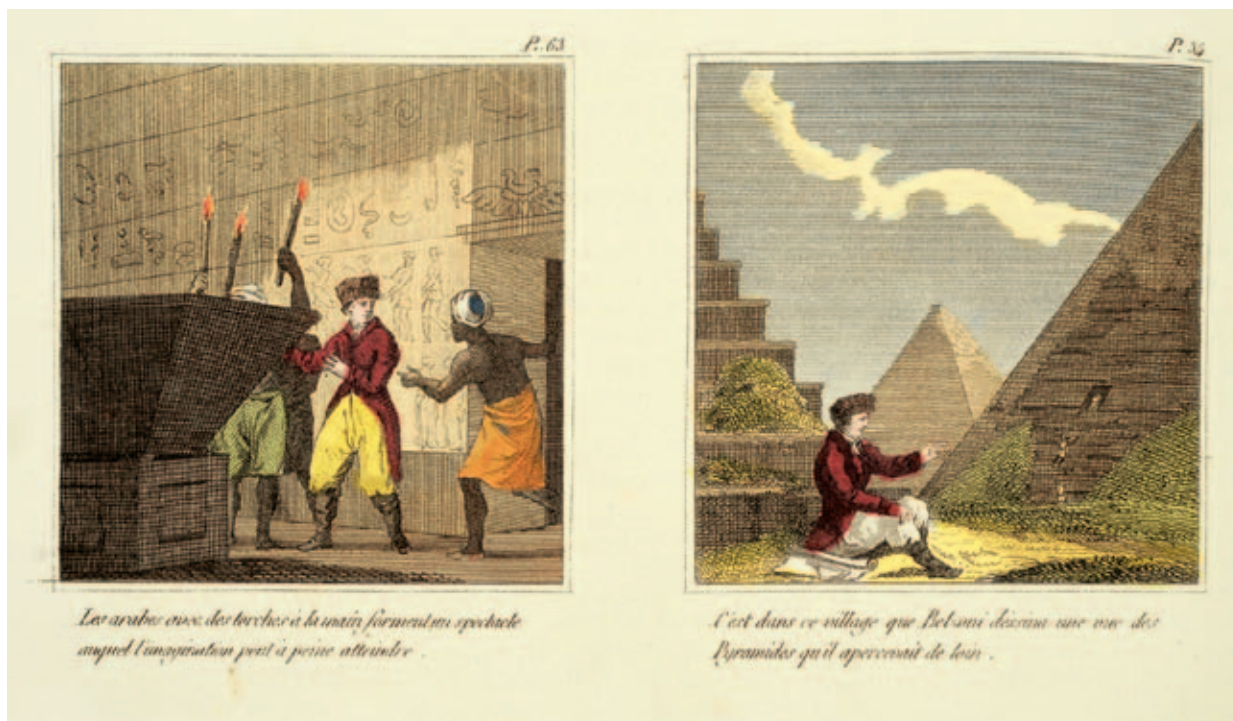 P. 63
Les arabes avec des torches à la main forment un spectacle
auquel l'imagination peut à peine atteindre.
P. 34
C'est dans ce village que Belzoni dessina une vue des
Pyramides qu'il apercevait de loin.